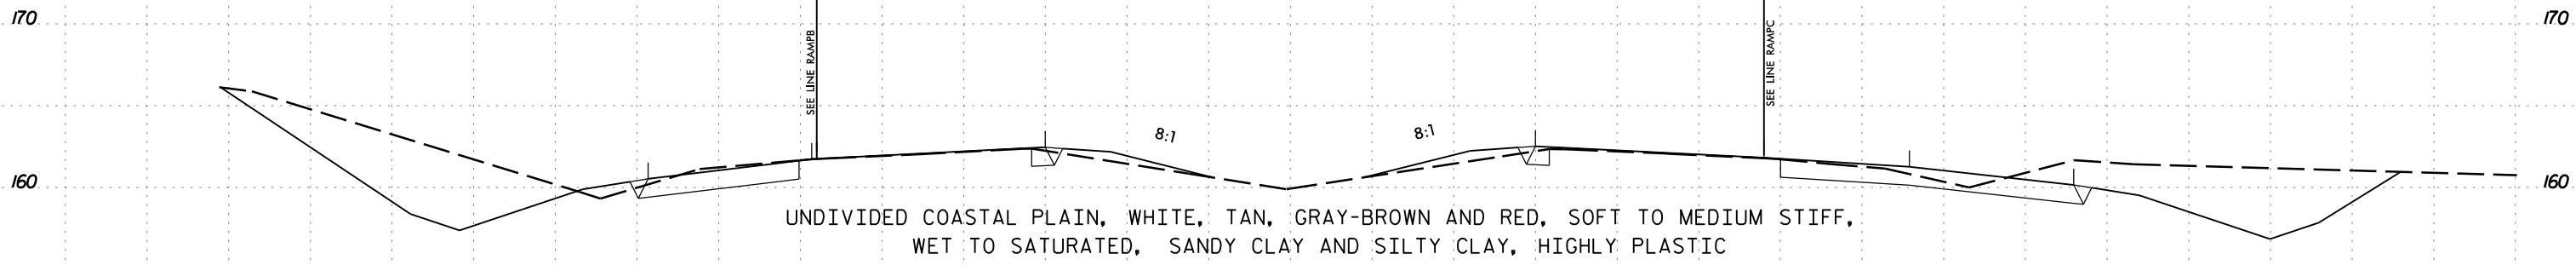 170
170
SEE LINE RAMPB
SEE LINE RAMPC
8:1
8:1
160
160
UNDIVIDED COASTAL PLAIN, WHITE, TAN, GRAY-BROWN AND RED, SOFT TO MEDIUM STIFF,
WET TO SATURATED, SANDY CLAY AND SILTY CLAY, HIGHLY PLASTIC